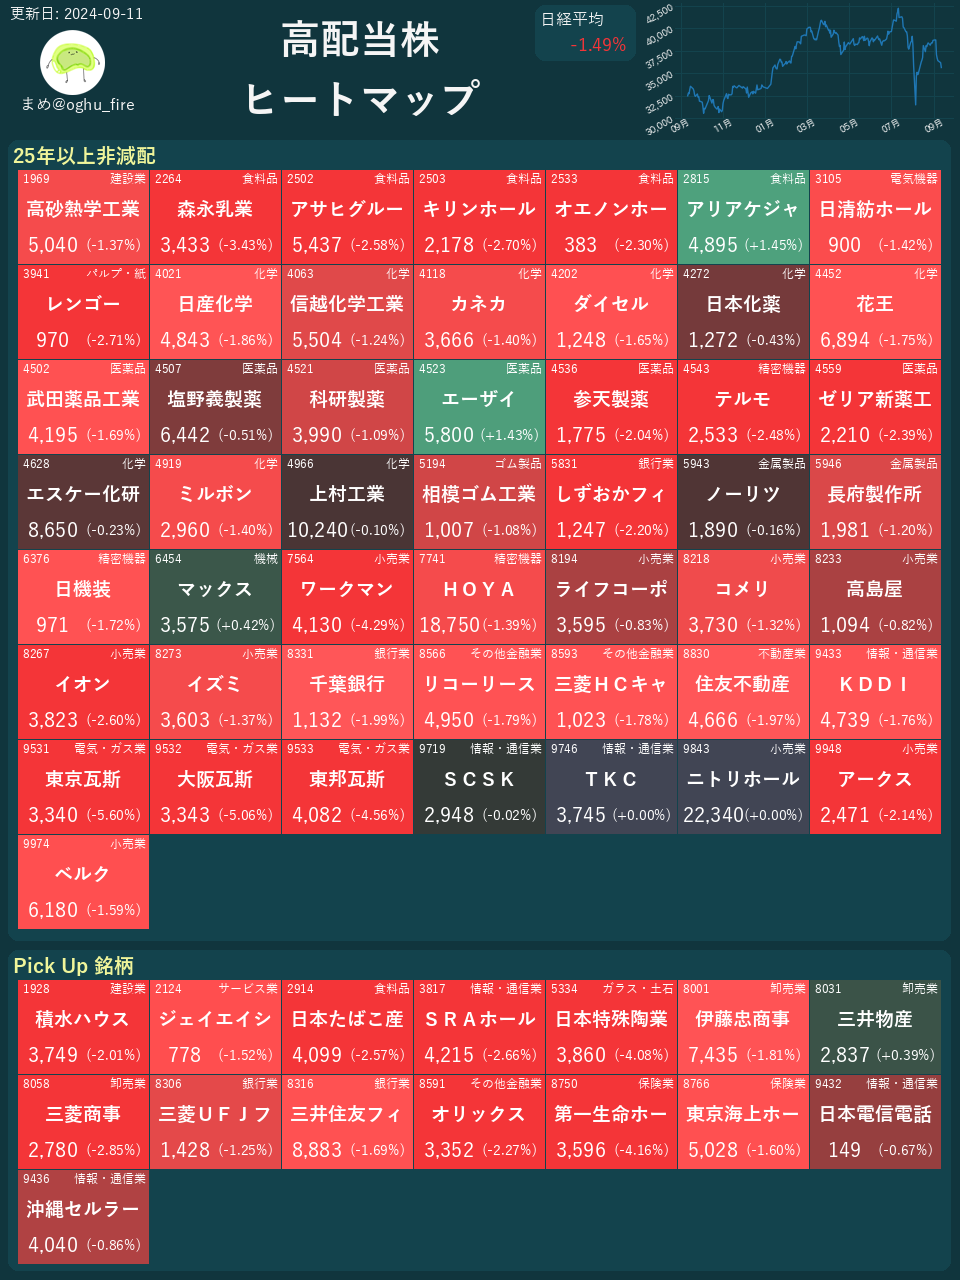 更新日: 2024-09-11
まめ@oghu_fire
高配当株
ヒートマップ
日経平均
-1.49%
42,500
40,000
37,500
35,000
32,500
30,000
09月 11月 01月 03月 05月 07月 09月
25年以上非減配
1969 建設業 2264 食料品 2502 食料品 2503 食料品 2533 食料品 2815 食料品 3105 電気機器
高砂熱学工業 森永乳業 アサヒグルー キリンホール オエノンホー アリアケジャ 日清紡ホール
5,040 (-1.37%) 3,433 (-3.43%) 5,437 (-2.58%) 2,178 (-2.70%) 383 (-2.30%) 4,895 (+1.45%) 900 (-1.42%)
3941 パルプ・紙 4021 化学 4063 化学 4118 化学 4202 化学 4272 化学 4452 化学
レンゴー 日産化学 信越化学工業 カネカ ダイセル 日本化薬 花王
970 (-2.71%) 4,843 (-1.86%) 5,504 (-1.24%) 3,666 (-1.40%) 1,248 (-1.65%) 1,272 (-0.43%) 6,894 (-1.75%)
4502 医薬品 4507 医薬品 4521 医薬品 4523 医薬品 4536 医薬品 4543 精密機器 4559 医薬品
武田薬品工業 塩野義製薬 科研製薬 エーザイ 参天製薬 テルモ ゼリア新薬工
4,195 (-1.69%) 6,442 (-0.51%) 3,990 (-1.09%) 5,800 (+1.43%) 1,775 (-2.04%) 2,533 (-2.48%) 2,210 (-2.39%)
4628 化学 4919 化学 4966 化学 5194 ゴム製品 5831 銀行業 5943 金属製品 5946 金属製品
エスケー化研 ミルボン 上村工業 相模ゴム工業 しずおかフィ ノーリツ 長府製作所
8,650 (-0.23%) 2,960 (-1.40%) 10,240 (-0.10%) 1,007 (-1.08%) 1,247 (-2.20%) 1,890 (-0.16%) 1,981 (-1.20%)
6376 精密機器 6454 機械 7564 小売業 7741 精密機器 8194 小売業 8218 小売業 8233 小売業
日機装 マックス ワークマン ＨＯＹＡ ライフコーポ コメリ 高島屋
971 (-1.72%) 3,575 (+0.42%) 4,130 (-4.29%) 18,750 (-1.39%) 3,595 (-0.83%) 3,730 (-1.32%) 1,094 (-0.82%)
8267 小売業 8273 小売業 8331 銀行業 8566 その他金融業 8593 その他金融業 8830 不動産業 9433 情報・通信業
イオン イズミ 千葉銀行 リコーリース 三菱ＨＣキャ 住友不動産 ＫＤＤＩ
3,823 (-2.60%) 3,603 (-1.37%) 1,132 (-1.99%) 4,950 (-1.79%) 1,023 (-1.78%) 4,666 (-1.97%) 4,739 (-1.76%)
9531 電気・ガス業 9532 電気・ガス業 9533 電気・ガス業 9719 情報・通信業 9746 情報・通信業 9843 小売業 9948 小売業
東京瓦斯 大阪瓦斯 東邦瓦斯 ＳＣＳＫ ＴＫＣ ニトリホール アークス
3,340 (-5.60%) 3,343 (-5.06%) 4,082 (-4.56%) 2,948 (-0.02%) 3,745 (+0.00%) 22,340 (+0.00%) 2,471 (-2.14%)
9974 小売業
ベルク
6,180 (-1.59%)
Pick Up 銘柄
1928 建設業 2124 サービス業 2914 食料品 3817 情報・通信業 5334 ガラス・土石 8001 卸売業 8031 卸売業
積水ハウス ジェイエイシ 日本たばこ産 ＳＲＡホール 日本特殊陶業 伊藤忠商事 三井物産
3,749 (-2.01%) 778 (-1.52%) 4,099 (-2.57%) 4,215 (-2.66%) 3,860 (-4.08%) 7,435 (-1.81%) 2,837 (+0.39%)
8058 卸売業 8306 銀行業 8316 銀行業 8591 その他金融業 8750 保険業 8766 保険業 9432 情報・通信業
三菱商事 三菱ＵＦＪフ 三井住友フィ オリックス 第一生命ホー 東京海上ホー 日本電信電話
2,780 (-2.85%) 1,428 (-1.25%) 8,883 (-1.69%) 3,352 (-2.27%) 3,596 (-4.16%) 5,028 (-1.60%) 149 (-0.67%)
9436 情報・通信業
沖縄セルラー
4,040 (-0.86%)